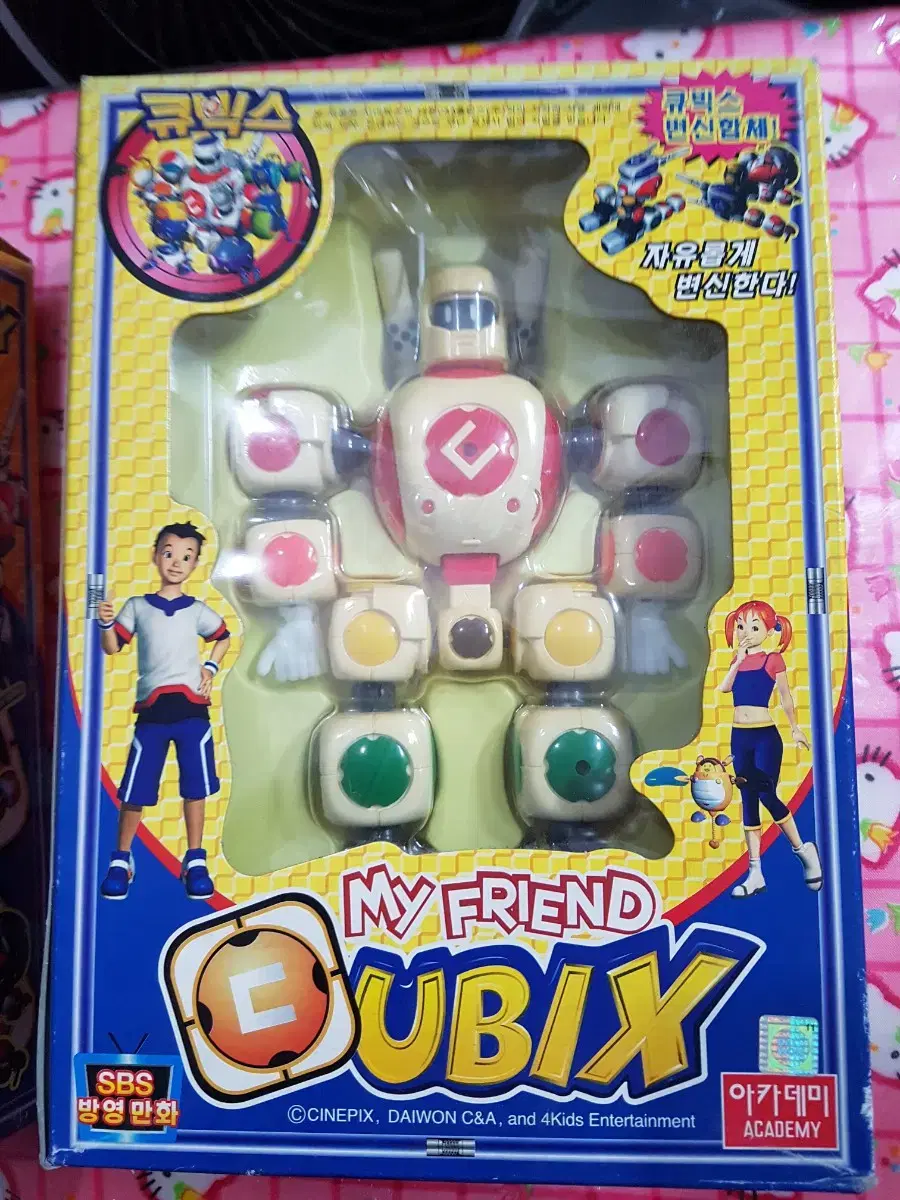 큐빅스
큐빅스
변신합체!
자유롭게
변신한다!
MY FRIEND
CUBIX
SBS
방영만화
©CINEPIX, DAIWON C&A, and 4Kids Entertainment
아카데미
ACADEMY